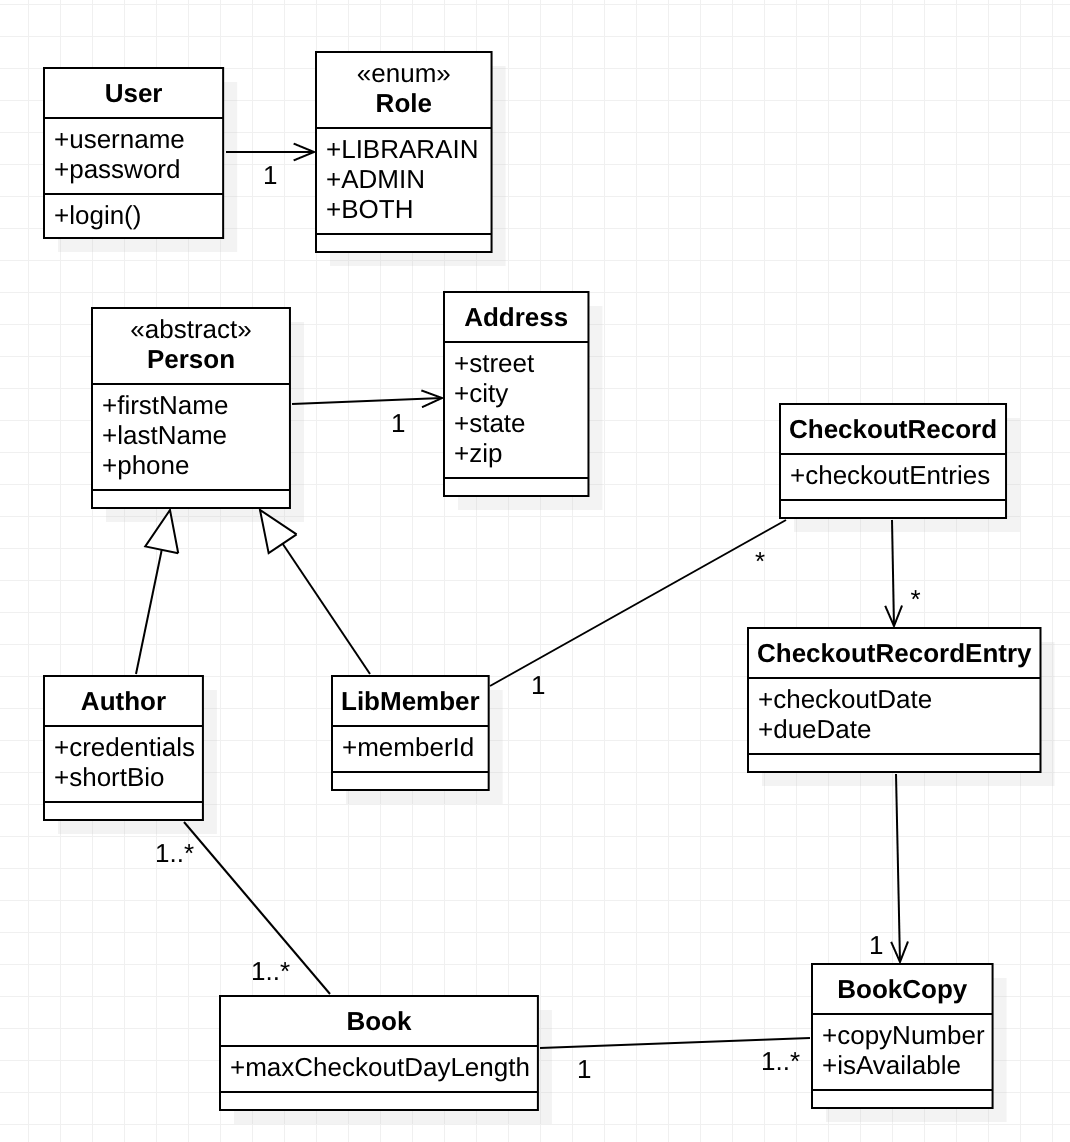 User
+username
+password
+login()
1
«enum»
Role
+LIBRARAIN
+ADMIN
+BOTH
«abstract»
Person
+firstName
+lastName
+phone
1
Address
+street
+city
+state
+zip
CheckoutRecord
+checkoutEntries
*
*
1
CheckoutRecordEntry
+checkoutDate
+dueDate
Author
+credentials
+shortBio
LibMember
+memberId
1..*
1..*
1
Book
+maxCheckoutDayLength
1
1..*
BookCopy
+copyNumber
+isAvailable